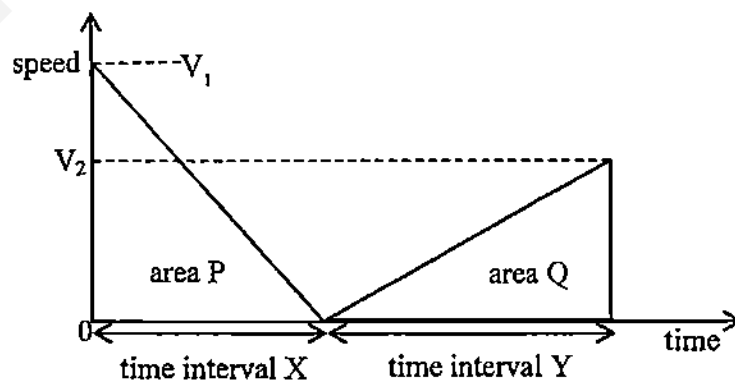 speed
V₁
V₂
area P
area Q
0
time
time interval X
time interval Y